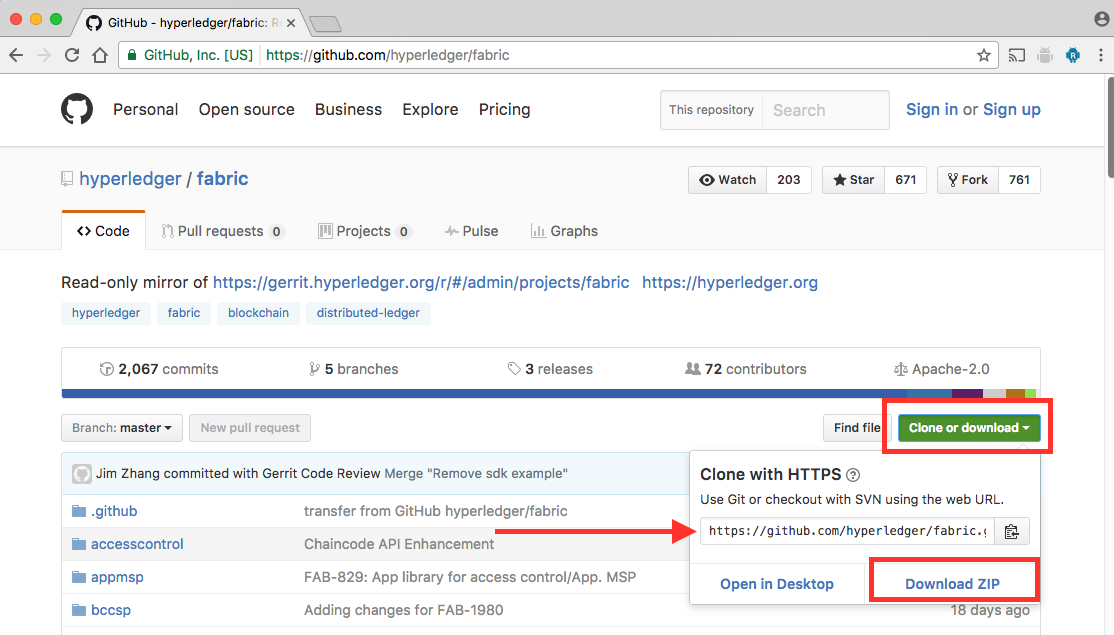 GitHub - hyperledger/fabric: R
GitHub, Inc. [US] https://github.com/hyperledger/fabric
Personal Open source Business Explore Pricing This repository Search Sign in or Sign up
hyperledger / fabric Watch 203 Star 671 Fork 761
Code Pull requests 0 Projects 0 Pulse Graphs
Read-only mirror of https://gerrit.hyperledger.org/r/#/admin/projects/fabric https://hyperledger.org
hyperledger fabric blockchain distributed-ledger
2,067 commits 5 branches 3 releases 72 contributors Apache-2.0
Branch: master New pull request Find file Clone or download
Jim Zhang committed with Gerrit Code Review Merge "Remove sdk example"
Clone with HTTPS ?
Use Git or checkout with SVN using the web URL.
.github transfer from GitHub hyperledger/fabric
https://github.com/hyperledger/fabric.g
accesscontrol Chaincode API Enhancement
appmsp FAB-829: App library for access control/App. MSP
Open in Desktop Download ZIP
bccsp Adding changes for FAB-1980 18 days ago